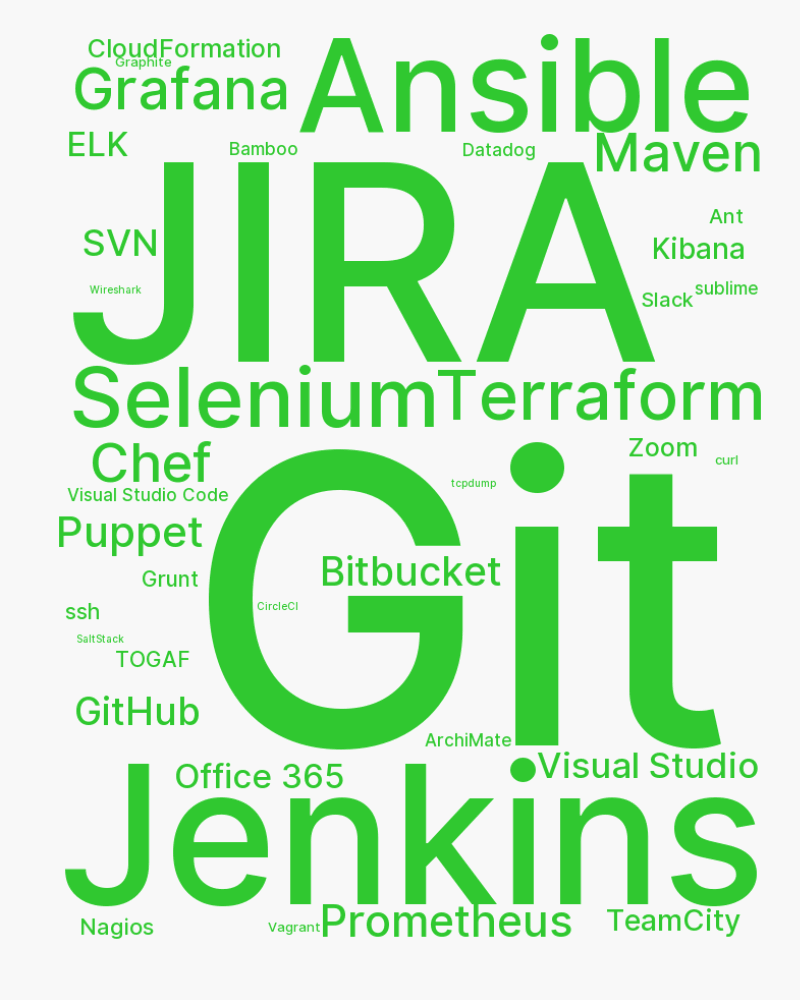 CloudFormation
Graphite
Grafana
Ansible
ELK
Bamboo
Datadog
Maven
JIRA
SVN
Ant
Kibana
Wireshark
sublime
Slack
Selenium
Terraform
Chef
Zoom
curl
tcpdump
Visual Studio Code
Git
Puppet
Bitbucket
Grunt
CircleCI
ssh
SaltStack
TOGAF
GitHub
ArchiMate
Visual Studio
Office 365
Jenkins
Nagios
Vagrant
Prometheus
TeamCity